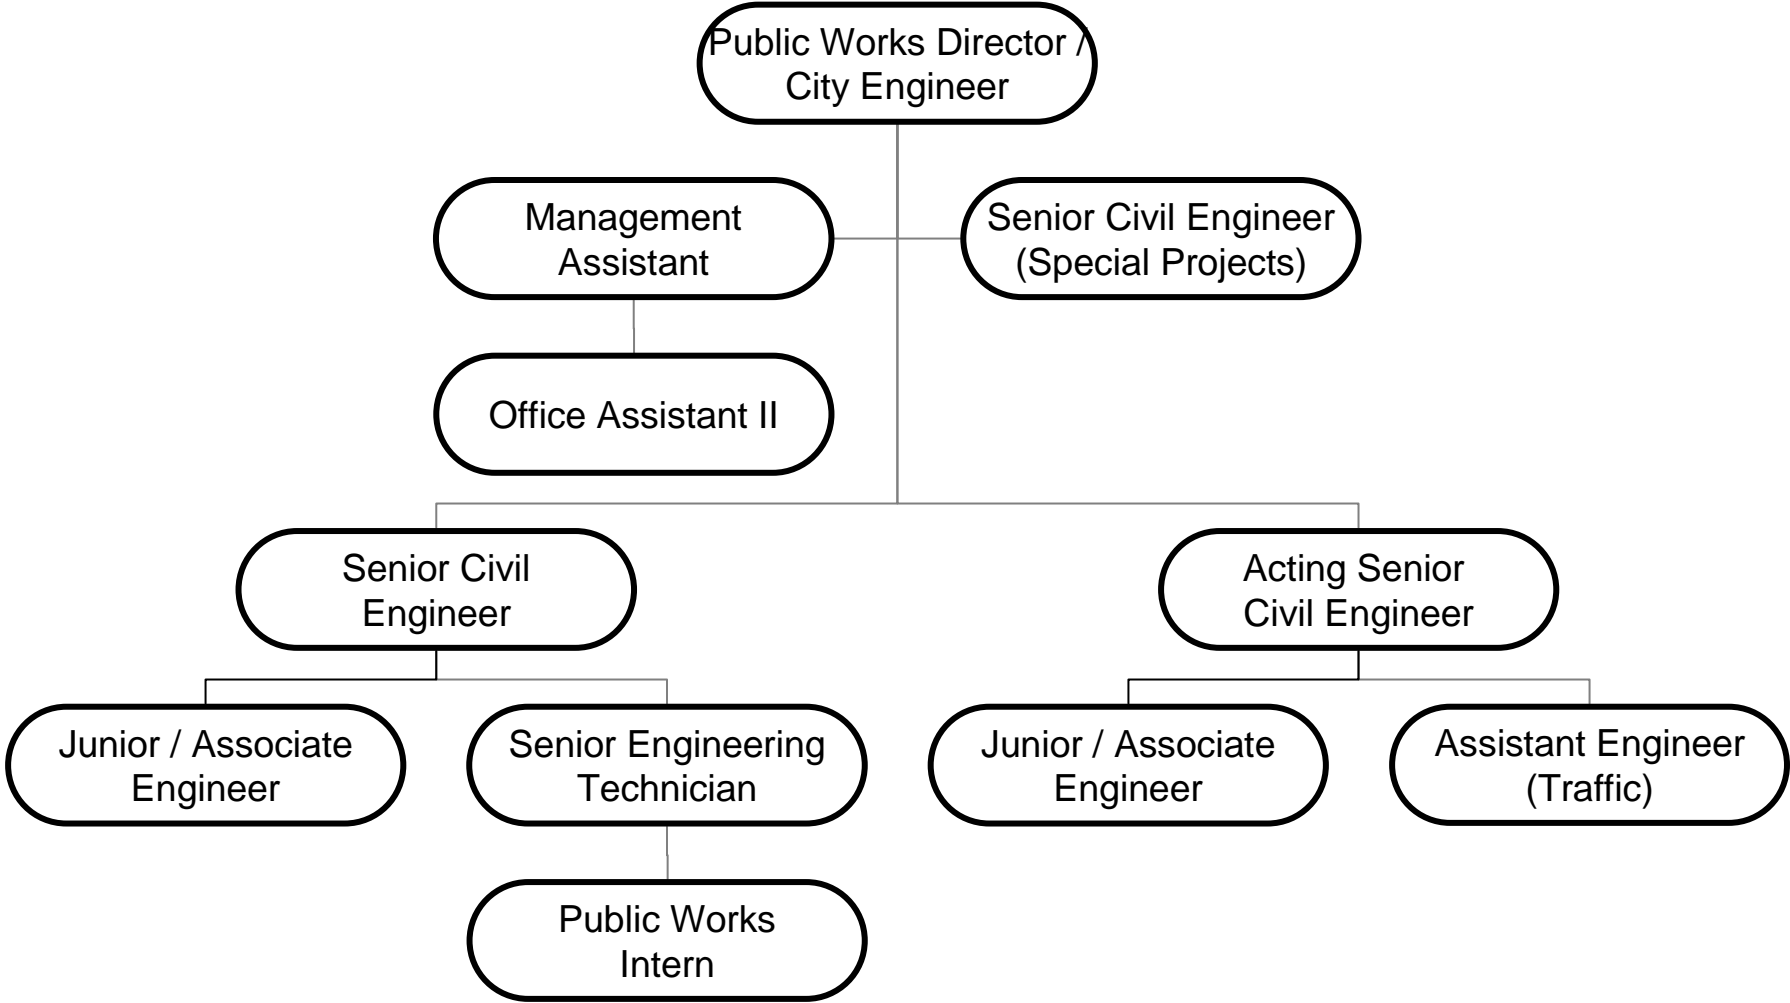 Public Works Director /
City Engineer
Management
Assistant
Senior Civil Engineer
(Special Projects)
Office Assistant II
Senior Civil
Engineer
Acting Senior
Civil Engineer
Junior / Associate
Engineer
Senior Engineering
Technician
Junior / Associate
Engineer
Assistant Engineer
(Traffic)
Public Works
Intern